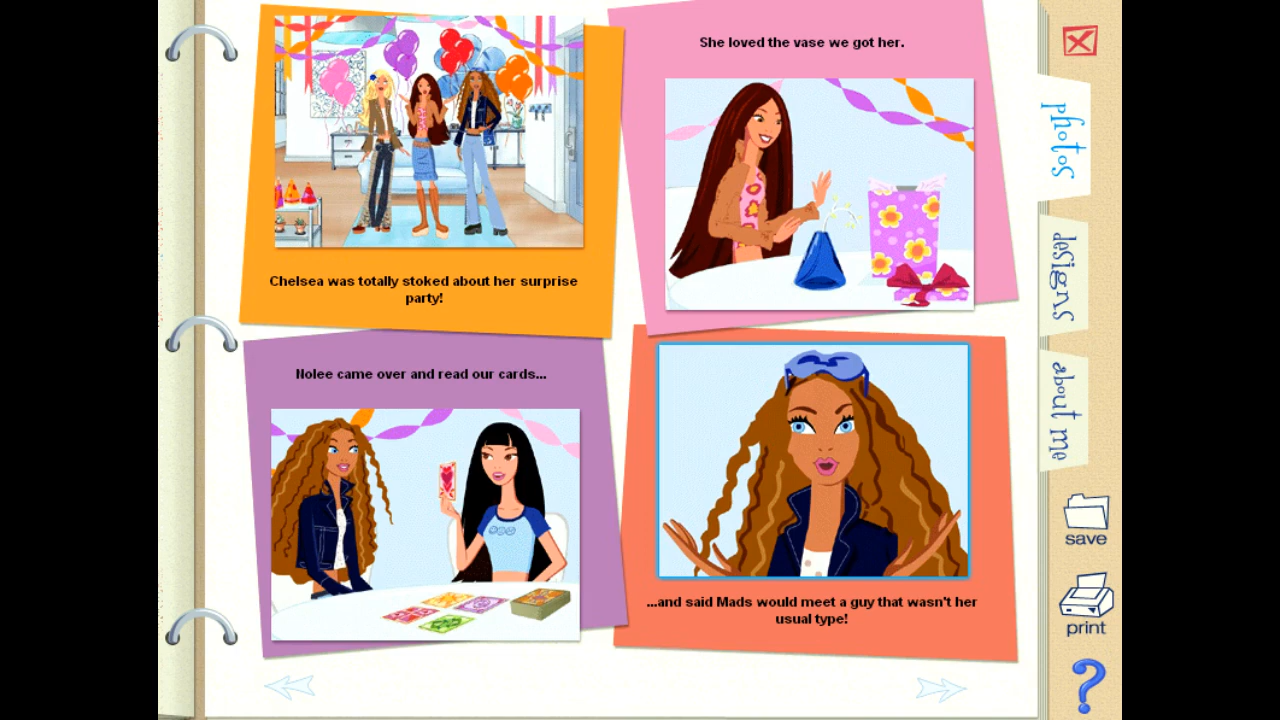 Chelsea was totally stoked about her surprise
party!
She loved the vase we got her.
Nolee came over and read our cards...
...and said Mads would meet a guy that wasn't her
usual type!
photos
designs
about me
save
print
?